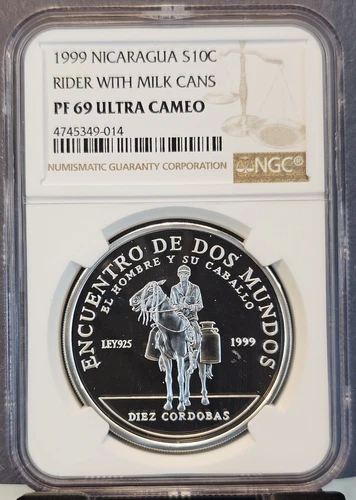 1999 NICARAGUA S10C
RIDER WITH MILK CANS
PF 69 ULTRA CAMEO
4745349-014
NUMISMATIC GUARANTY CORPORATION
NGC®
ENCUENTRO DE DOS MUNDOS
EL HOMBRE Y SU CABALLO
LEY.925 1999
DIEZ CORDOBAS